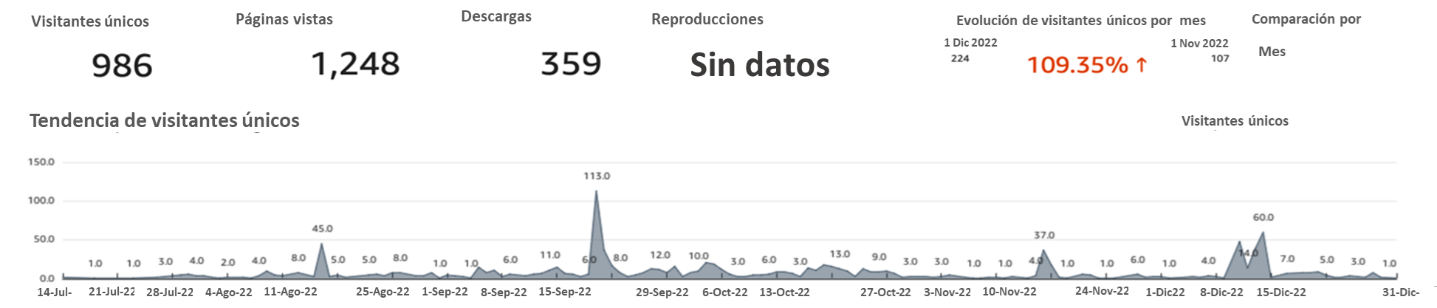 Visitantes únicos
Páginas vistas
Descargas
Reproducciones
Evolución de visitantes únicos por mes
Comparación por
Mes
986
1,248
359
Sin datos
1 Dic 2022
224
109.35% ↑
1 Nov 2022
107
Tendencia de visitantes únicos
Visitantes únicos
150.0
100.0
50.0
0.0
1.0 1.0 3.0 4.0 2.0 4.0 8.0 45.0 5.0 5.0 8.0 1.0 1.0 6.0 11.0 6.0 113.0 8.0 12.0 10.0 3.0 6.0 3.0 13.0 9.0 3.0 3.0 1.0 1.0 4.0 37.0 1.0 1.0 6.0 1.0 4.0 14.0 60.0 7.0 5.0 3.0 1.0
14-Jul- 21-Jul-22 28-Jul-22 4-Ago-22 11-Ago-22 25-Ago-22 1-Sep-22 8-Sep-22 15-Sep-22 29-Sep-22 6-Oct-22 13-Oct-22 27-Oct-22 3-Nov-22 10-Nov-22 24-Nov-22 1-Dic22 8-Dic-22 15-Dic-22 31-Dic-